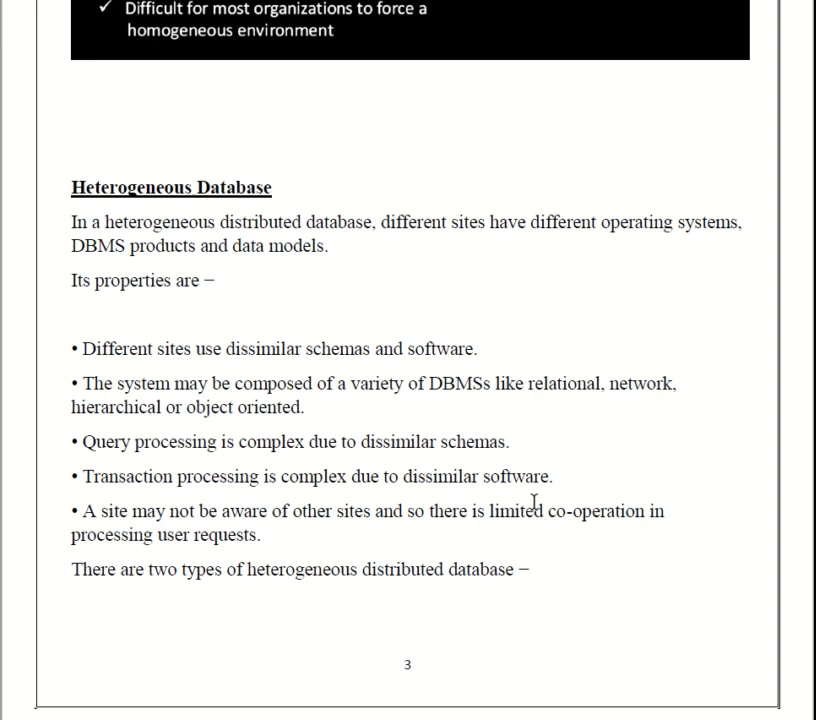 ✓ Difficult for most organizations to force a
homogeneous environment
Heterogeneous Database
In a heterogeneous distributed database, different sites have different operating systems,
DBMS products and data models.
Its properties are −
• Different sites use dissimilar schemas and software.
• The system may be composed of a variety of DBMSs like relational, network,
hierarchical or object oriented.
• Query processing is complex due to dissimilar schemas.
• Transaction processing is complex due to dissimilar software.
• A site may not be aware of other sites and so there is limited co-operation in
processing user requests.
There are two types of heterogeneous distributed database −
3